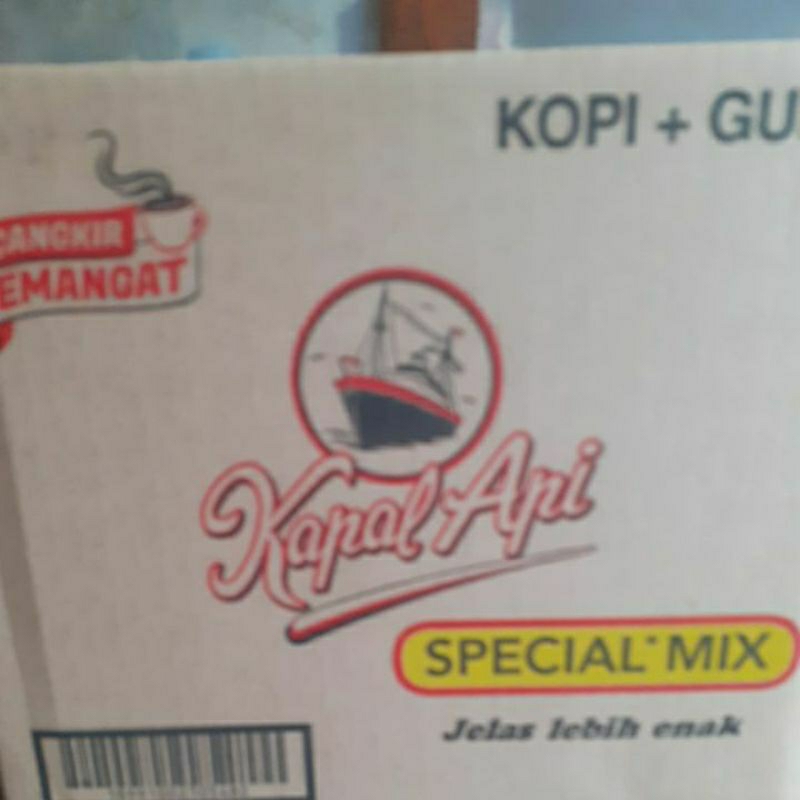 KOPI + GU
CANGKIR
SEMANGAT
Kapal Api
SPECIAL MIX
Jelas lebih enak